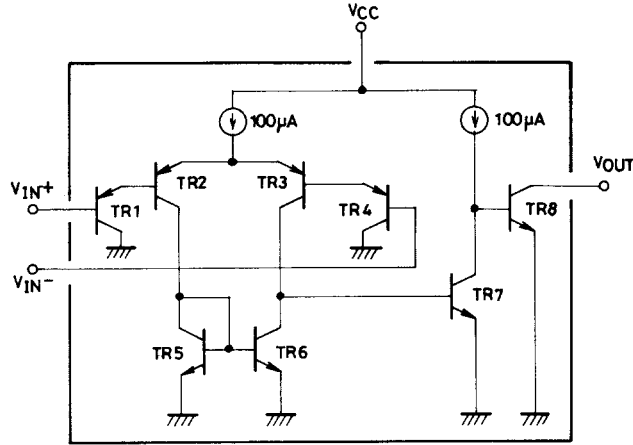 VCC
100μA
100μA
VOUT
VIN+
TR1
TR2
TR3
TR4
TR8
VIN-
TR7
TR5
TR6